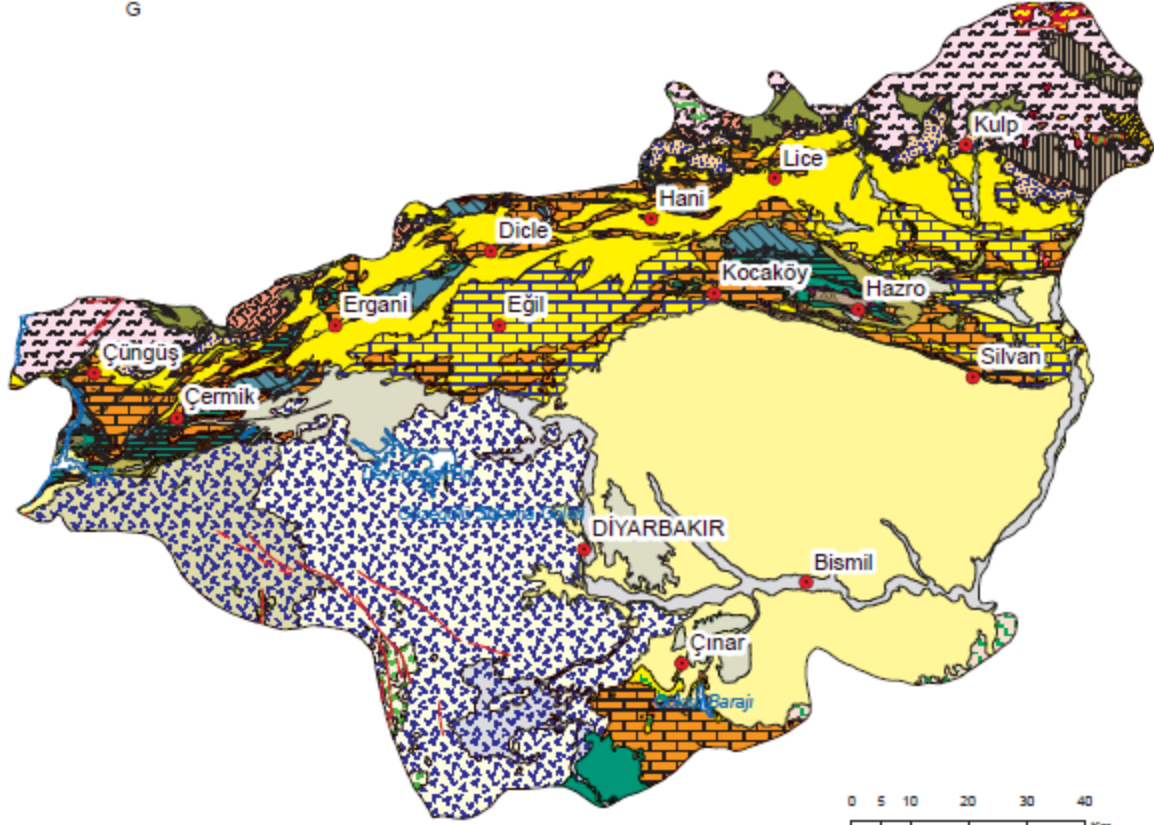 G
Kulp
Lice
Hani
Dicle
Kocaköy
Hazro
Ergani
Eğil
Silvan
Çüngüş
Çermik
DİYARBAKIR
Bismil
Çınar
Barajı
0 5 10 20 30 40
Km